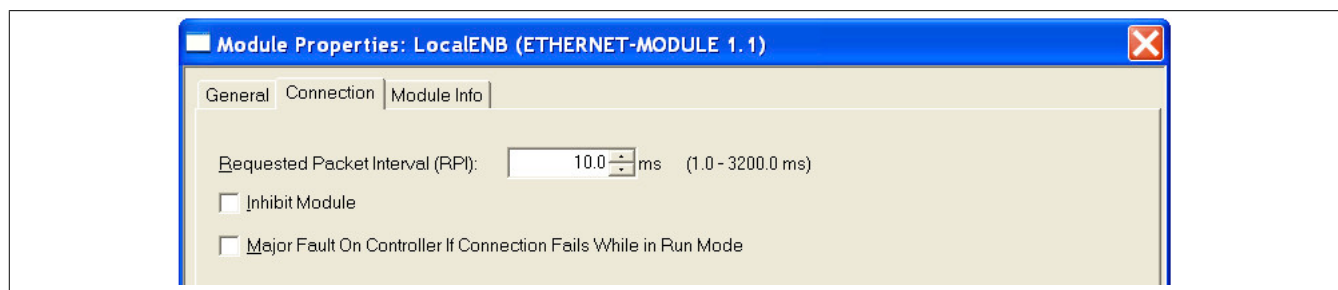 Module Properties: LocalENB (ETHERNET-MODULE 1.1)
General Connection Module Info
Requested Packet Interval (RPI): 10.0 ms (1.0 - 3200.0 ms)
Inhibit Module
Major Fault On Controller If Connection Fails While in Run Mode